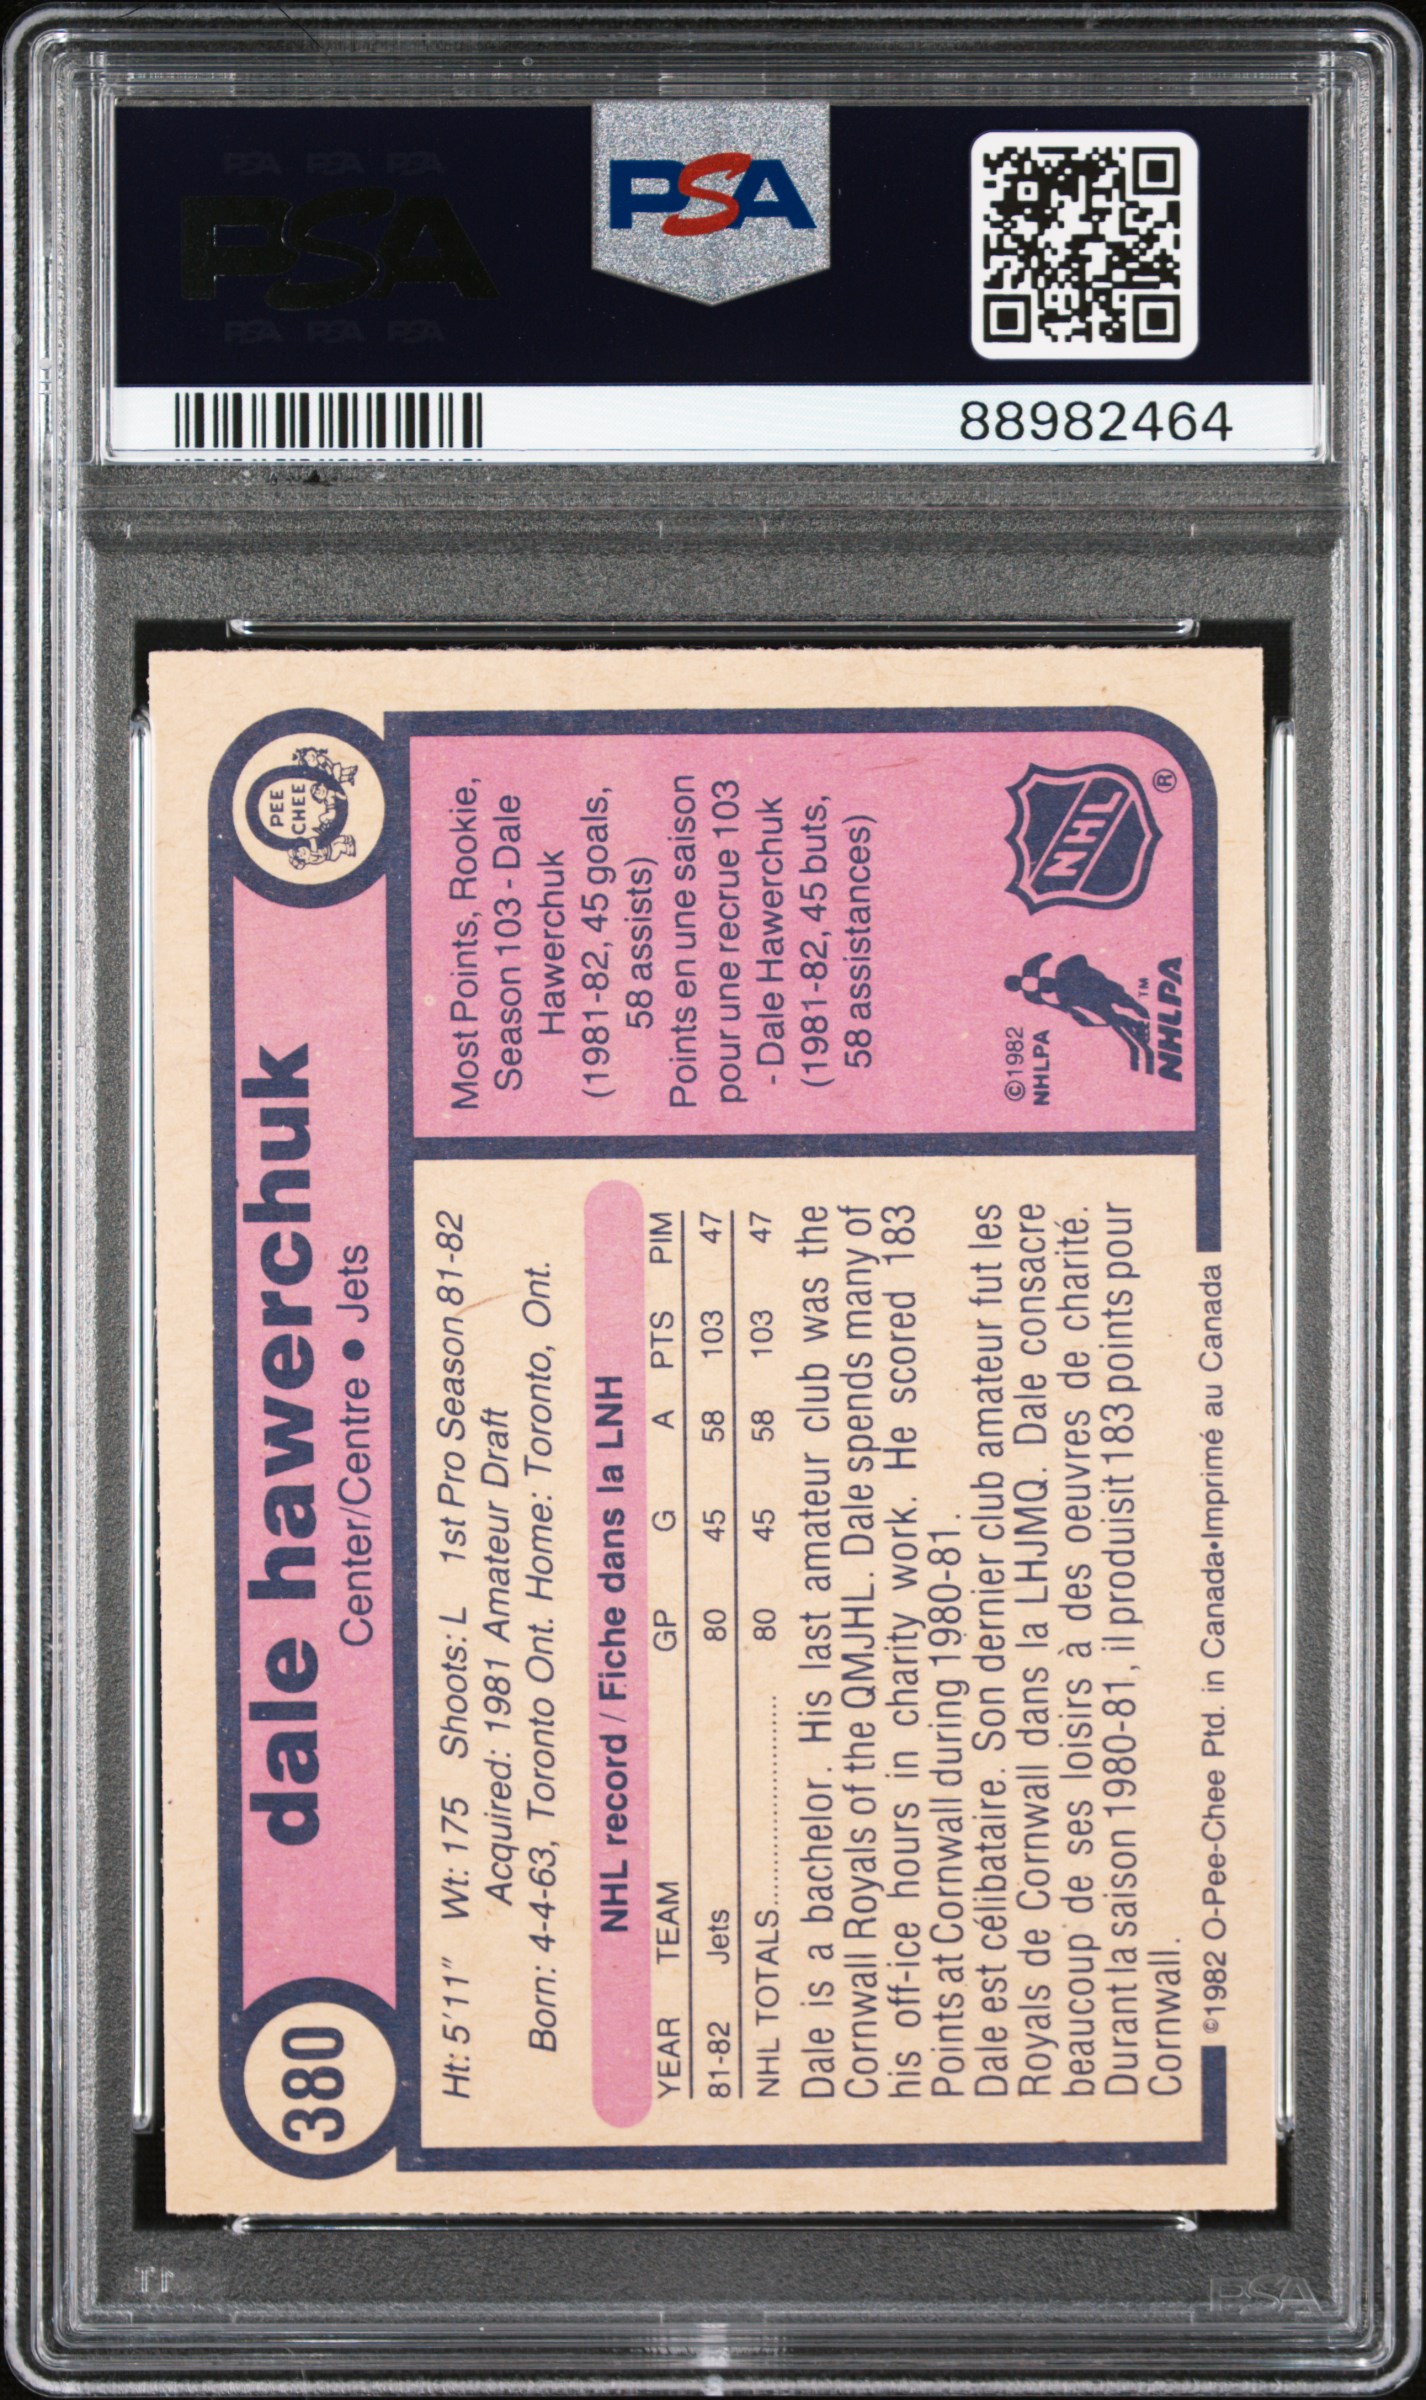 PSA PSA PSA
PSA
PSA PSA PSA
PSA
88982464
380
dale hawerchuk
Center/Centre • Jets
PEE
CHEE
Ht: 5'11" Wt: 175 Shoots: L 1st Pro Season 81-82
Acquired: 1981 Amateur Draft
Born: 4-4-63, Toronto Ont. Home: Toronto, Ont.
NHL record / Fiche dans la LNH
YEAR TEAM GP G A PTS PIM
81-82 Jets 80 45 58 103 47
NHL TOTALS.................... 80 45 58 103 47
Dale is a bachelor. His last amateur club was the
Cornwall Royals of the QMJHL. Dale spends many of
his off-ice hours in charity work. He scored 183
Points at Cornwall during 1980-81.
Dale est célibataire. Son dernier club amateur fut les
Royals de Cornwall dans la LHJMQ. Dale consacre
beaucoup de ses loisirs à des oeuvres de charité.
Durant la saison 1980-81, il produisit 183 points pour
Cornwall.
©1982 O-Pee-Chee Ptd. in Canada•Imprimé au Canada
Most Points, Rookie,
Season 103 - Dale
Hawerchuk
(1981-82, 45 goals,
58 assists)
Points en une saison
pour une recrue 103
- Dale Hawerchuk
(1981-82, 45 buts,
58 assistances)
©1982
NHLPA
TM
NHLPA
NHL
®
PSA